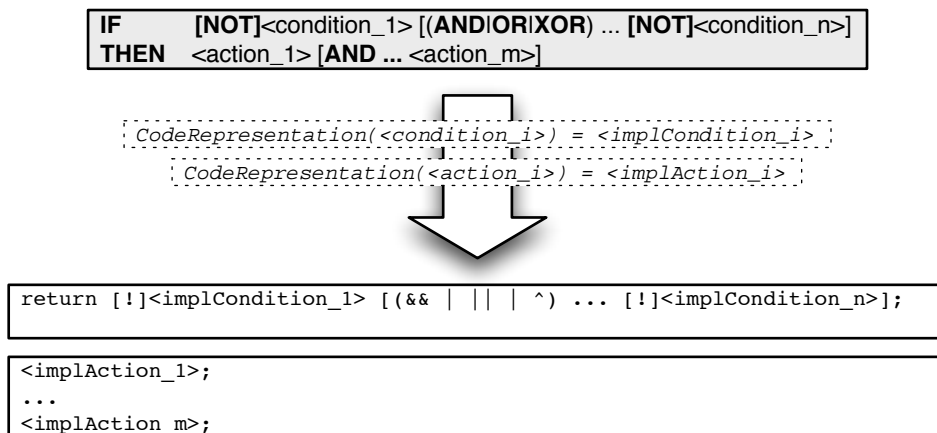 IF [NOT]<condition_1> [(AND|OR|XOR) ... [NOT]<condition_n>]
THEN <action_1> [AND ... <action_m>]
CodeRepresentation(<condition_i>) = <implCondition_i>
CodeRepresentation(<action_i>) = <implAction_i>
return [!]<implCondition_1> [(&& | || | ^) ... [!]<implCondition_n>];
<implAction_1>;
...
<implAction_m>;